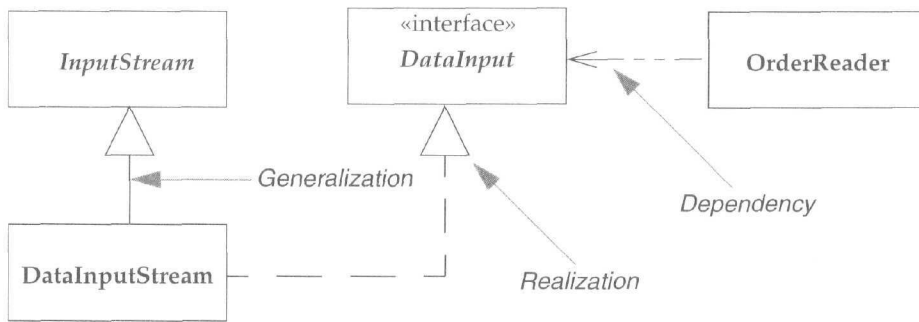 InputStream
«interface»
DataInput
OrderReader
Generalization
Dependency
DataInputStream
Realization